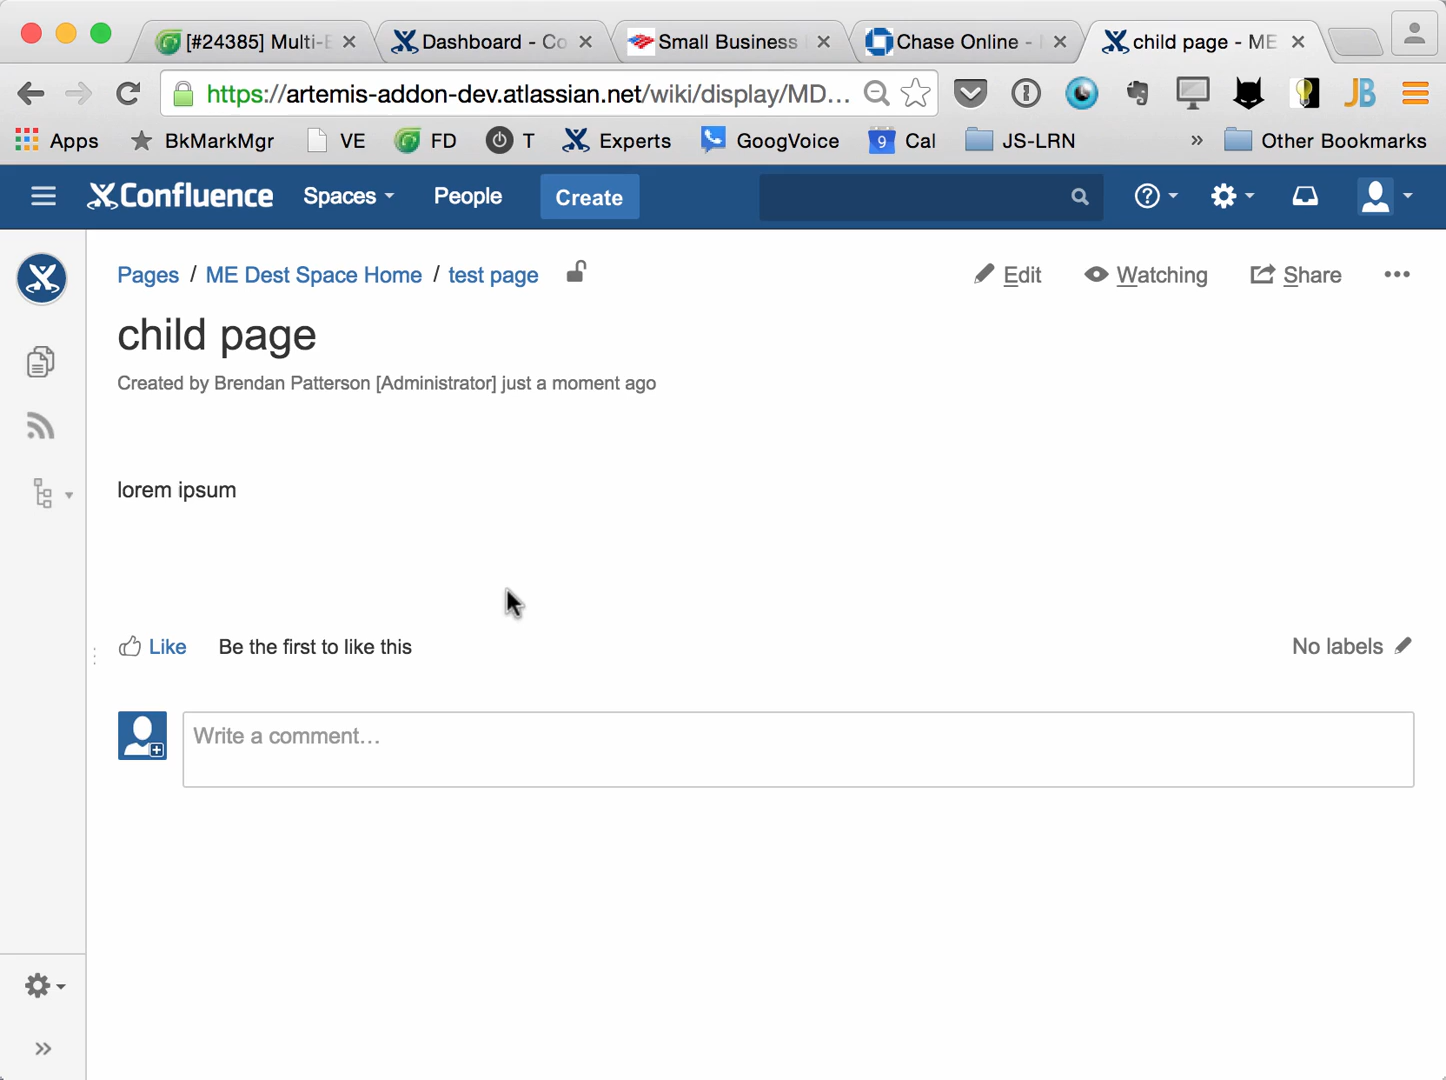 [#24385] Multi-E
Dashboard - Co
Small Business
Chase Online -
child page - ME
https://artemis-addon-dev.atlassian.net/wiki/display/MD...
Apps
BkMarkMgr
VE
FD
T
Experts
GoogVoice
9
Cal
JS-LRN
»
Other Bookmarks
JB
Confluence
Spaces
People
Create
Pages / ME Dest Space Home / test page
Edit
Watching
Share
•••
child page
Created by Brendan Patterson [Administrator] just a moment ago
lorem ipsum
Like
Be the first to like this
No labels
Write a comment…
»